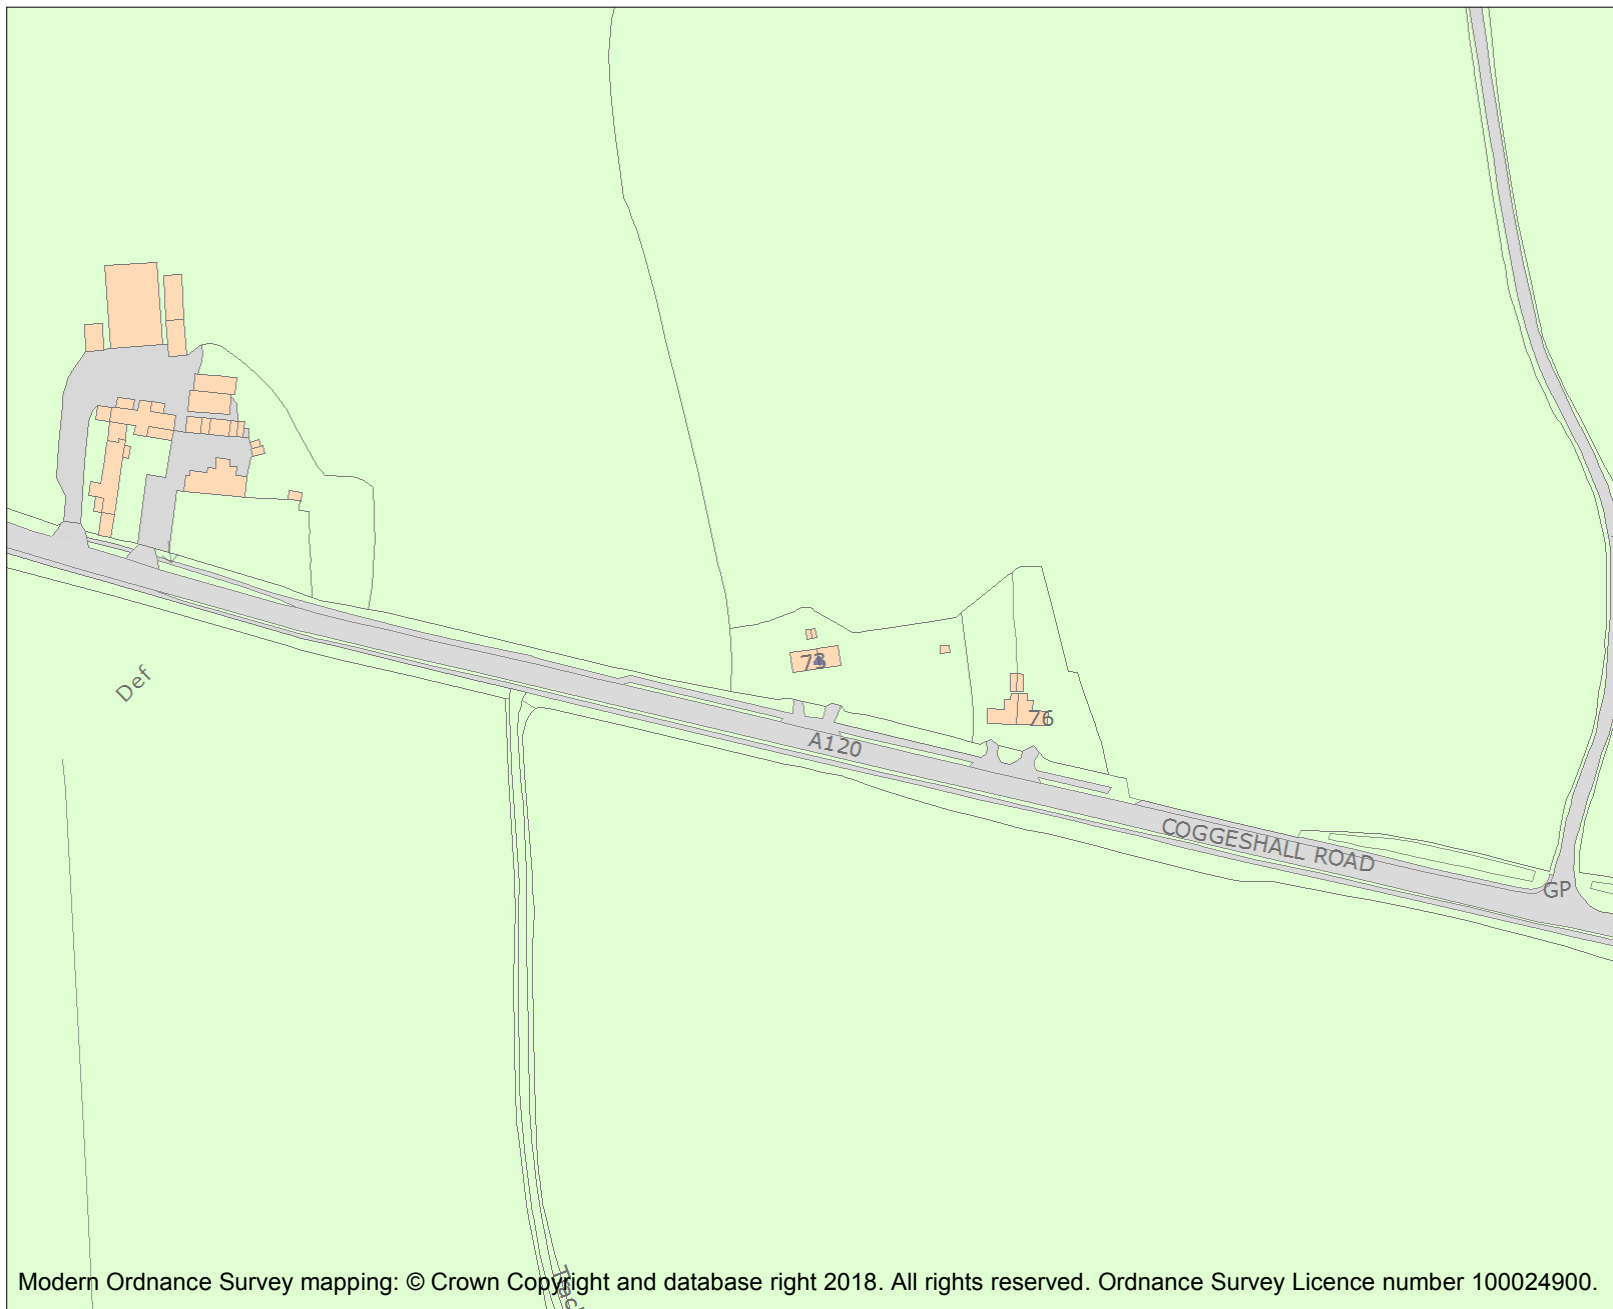 Def
76
A120
COGGESHALL ROAD
GP
Modern Ordnance Survey mapping: © Crown Copyright and database right 2018. All rights reserved. Ordnance Survey Licence number 100024900.